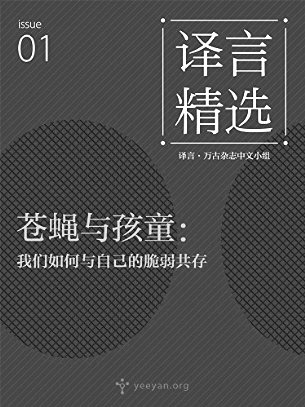 issue
01
译言
精选
译言·万古杂志中文小组
苍蝇与孩童：
我们如何与自己的脆弱共存
yeeyan.org